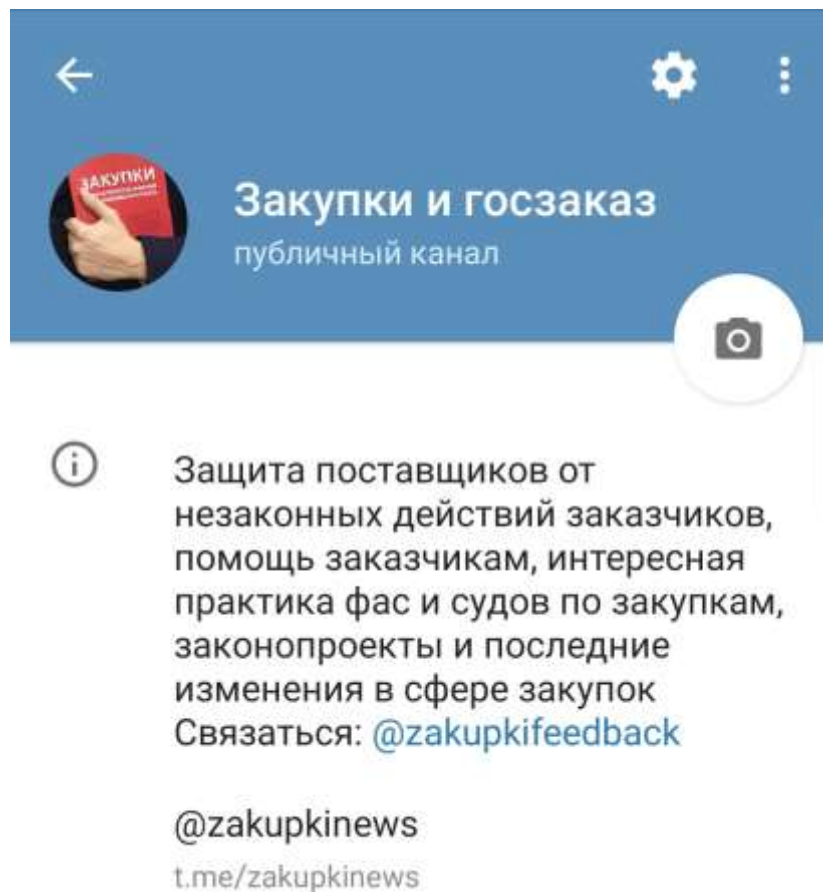 ЗАКУПКИ
Закупки и госзаказ
публичный канал
Защита поставщиков от
незаконных действий заказчиков,
помощь заказчикам, интересная
практика фас и судов по закупкам,
законопроекты и последние
изменения в сфере закупок
Связаться: @zakupkifeedback
@zakupkinews
t.me/zakupkinews